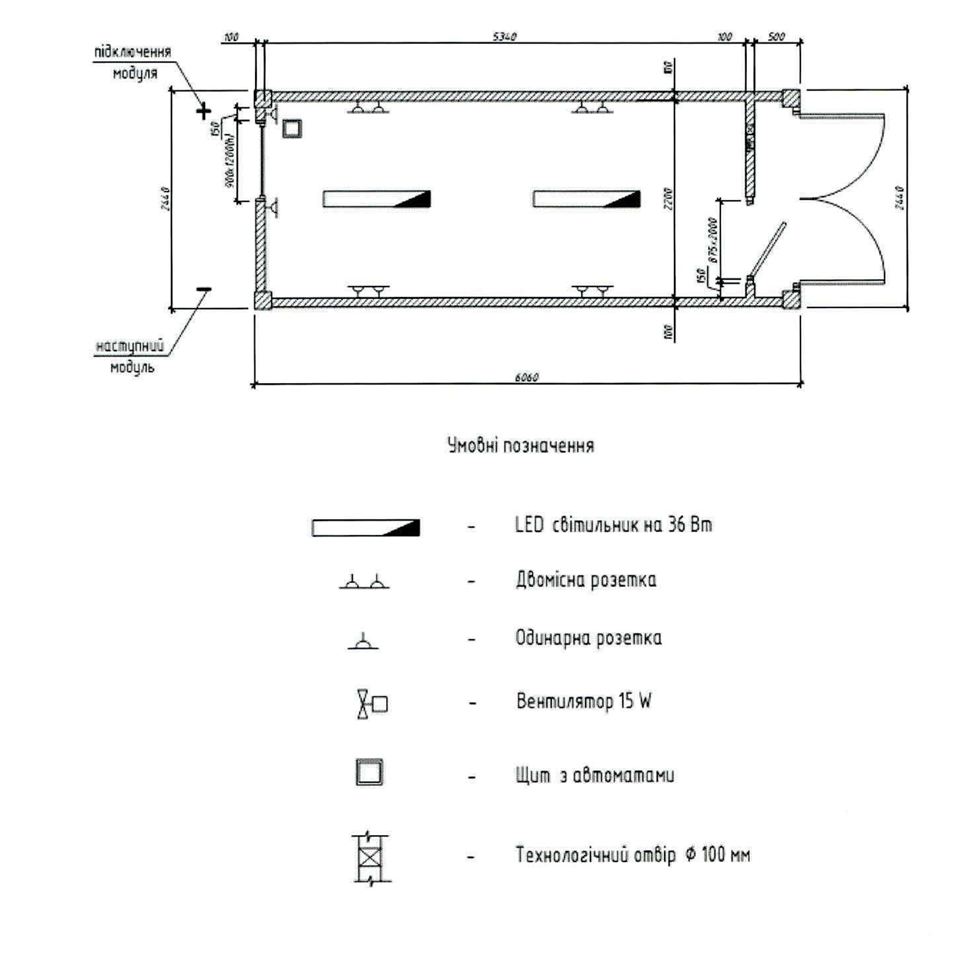 100
5340
100
500
підключення
модуля
100
150
900х1200(h)
2440
2200
875х2000
150
2440
100
наступний
модуль
6060
Умовні позначення
- LED світильник на 36 Вт
- Двомісна розетка
- Одинарна розетка
- Вентилятор 15 W
- Щит з автоматами
- Технологічний отвір Ф 100 мм